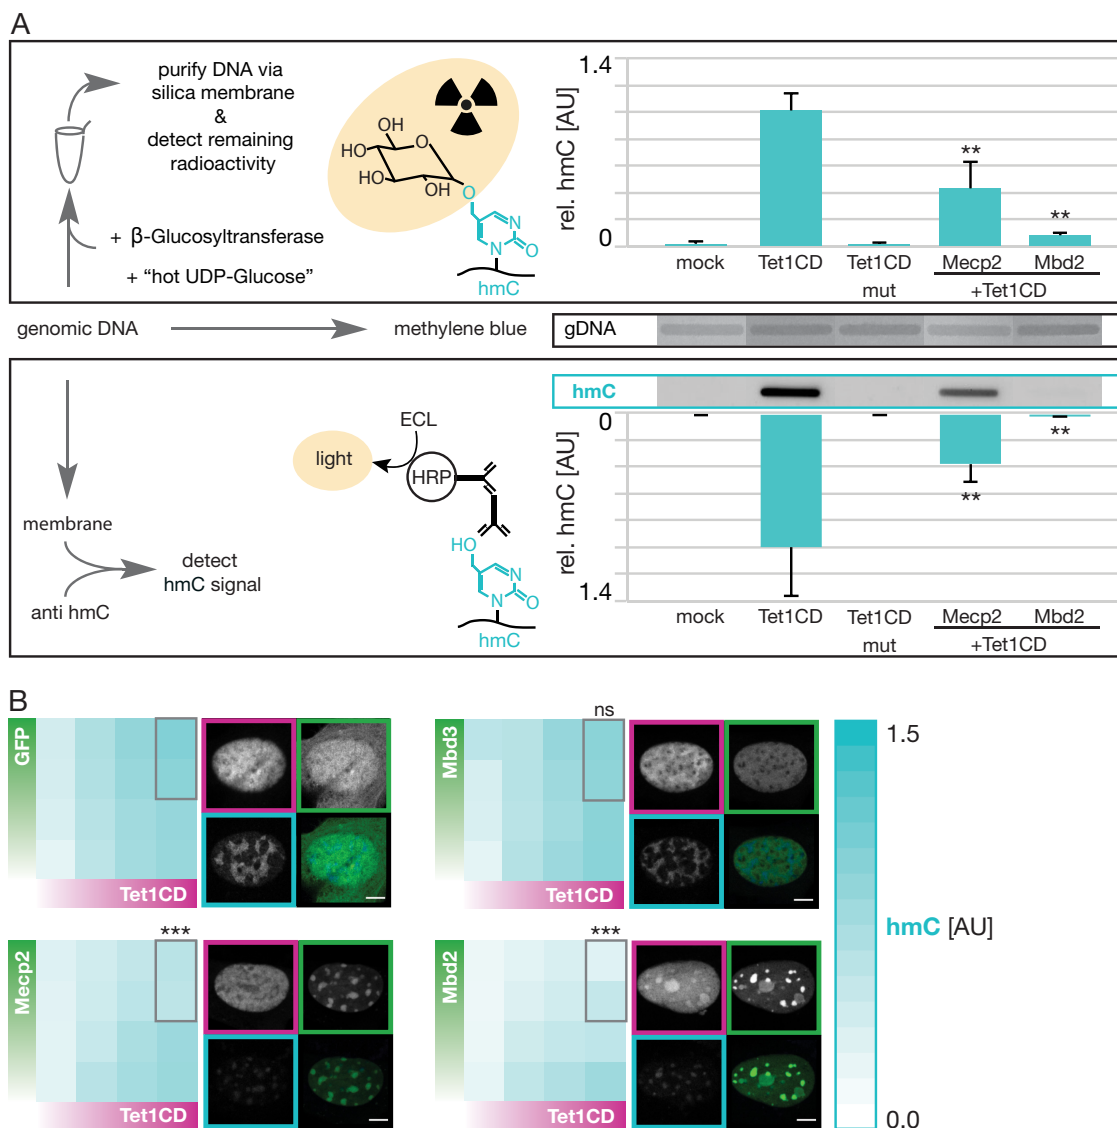 A
purify DNA via
silica membrane
&
detect remaining
radioactivity
+ β-Glucosyltransferase
+ “hot UDP-Glucose”
OH
HO
O
HO
OH
O
N
N
O
hmC
1.4
rel. hmC [AU]
0
**
**
mock
Tet1CD
Tet1CD
mut
Mecp2
Mbd2
+Tet1CD
genomic DNA
methylene blue
gDNA
membrane
anti hmC
detect
hmC signal
ECL
light
HRP
HO
N
N
O
hmC
hmC
0
rel. hmC [AU]
1.4
**
**
mock
Tet1CD
Tet1CD
mut
Mecp2
Mbd2
+Tet1CD
B
GFP
Tet1CD
ns
Mbd3
Tet1CD
***
Mecp2
Tet1CD
***
Mbd2
Tet1CD
1.5
hmC [AU]
0.0